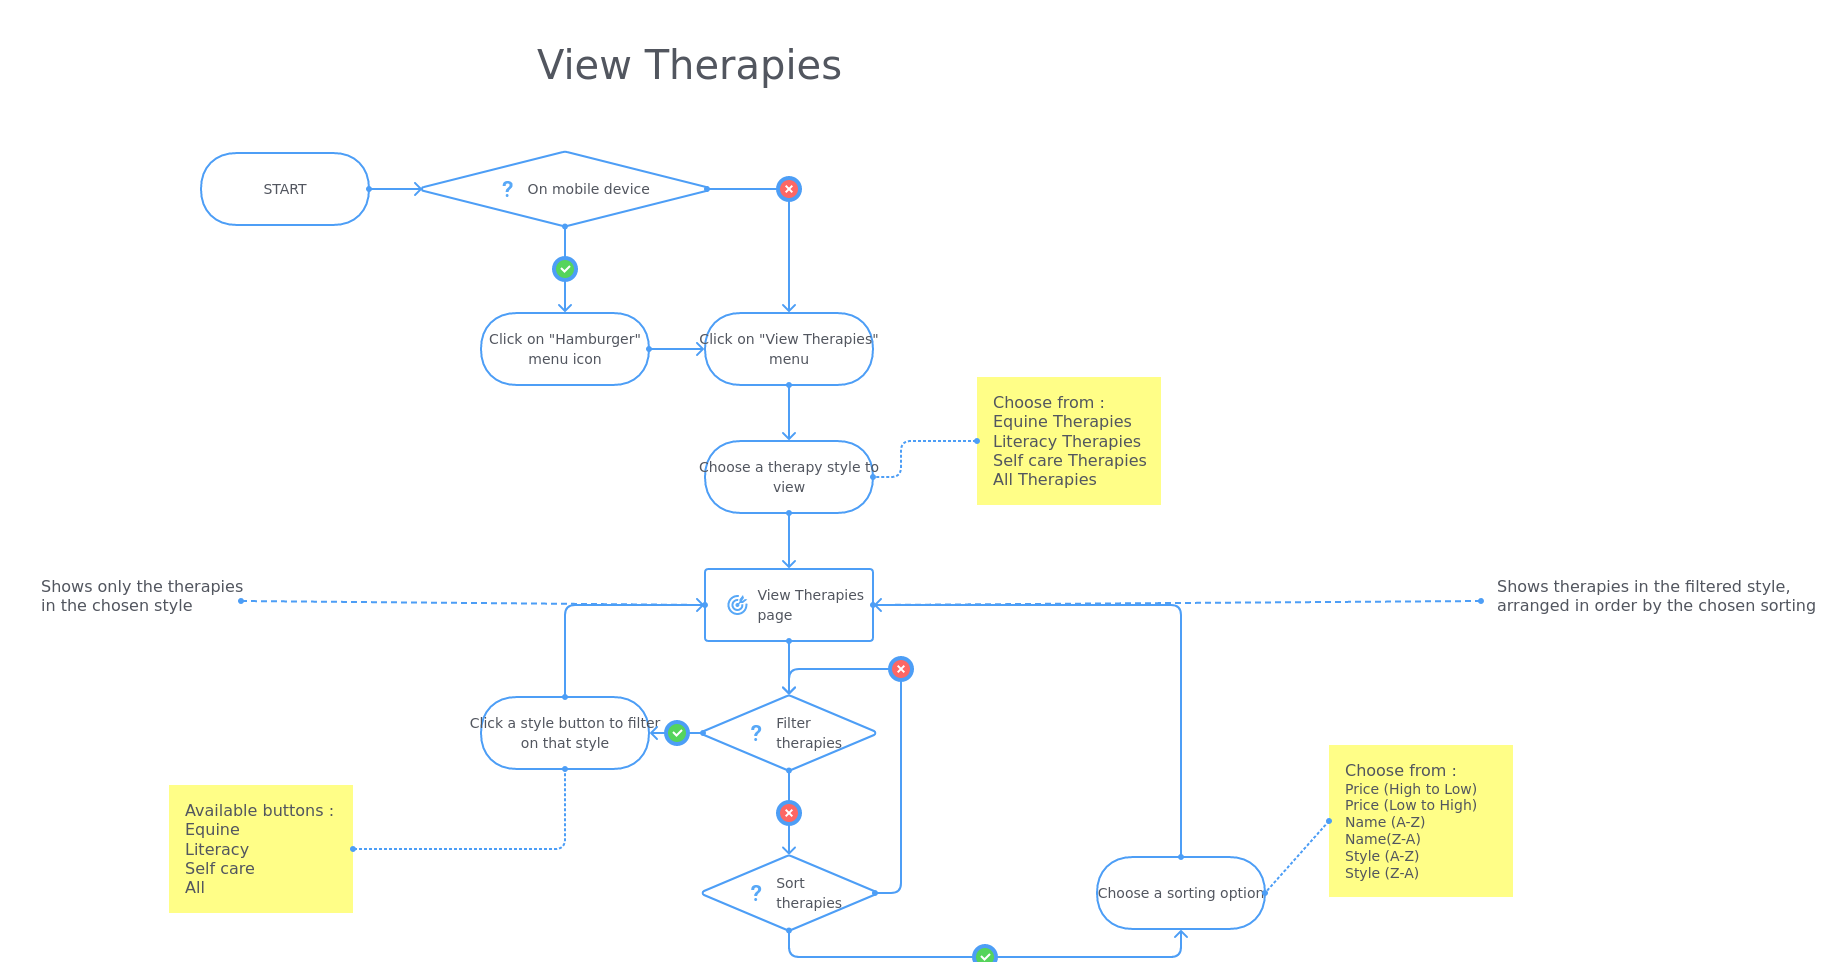 View Therapies
START
? On mobile device
Click on "Hamburger"
menu icon
Click on "View Therapies"
menu
Choose from :
Equine Therapies
Literacy Therapies
Self care Therapies
All Therapies
Choose a therapy style to
view
Shows only the therapies
in the chosen style
View Therapies
page
Shows therapies in the filtered style,
arranged in order by the chosen sorting
Click a style button to filter
on that style
? Filter
therapies
Available buttons :
Equine
Literacy
Self care
All
? Sort
therapies
Choose a sorting option
Choose from :
Price (High to Low)
Price (Low to High)
Name (A-Z)
Name(Z-A)
Style (A-Z)
Style (Z-A)